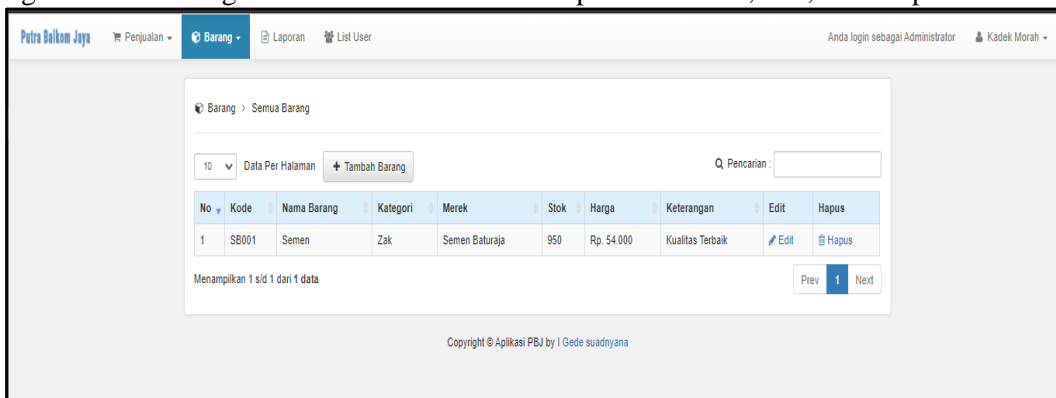 Putra Balkom Jaya Penjualan Barang Laporan List User Anda login sebagai Administrator Kadek Morah
Barang > Semua Barang
10 Data Per Halaman + Tambah Barang Pencarian :
No Kode Nama Barang Kategori Merek Stok Harga Keterangan Edit Hapus
1 SB001 Semen Zak Semen Baturaja 950 Rp. 54.000 Kualitas Terbaik Edit Hapus
Menampilkan 1 s/d 1 dari 1 data Prev 1 Next
Copyright © Aplikasi PBJ by I Gede suadnyana